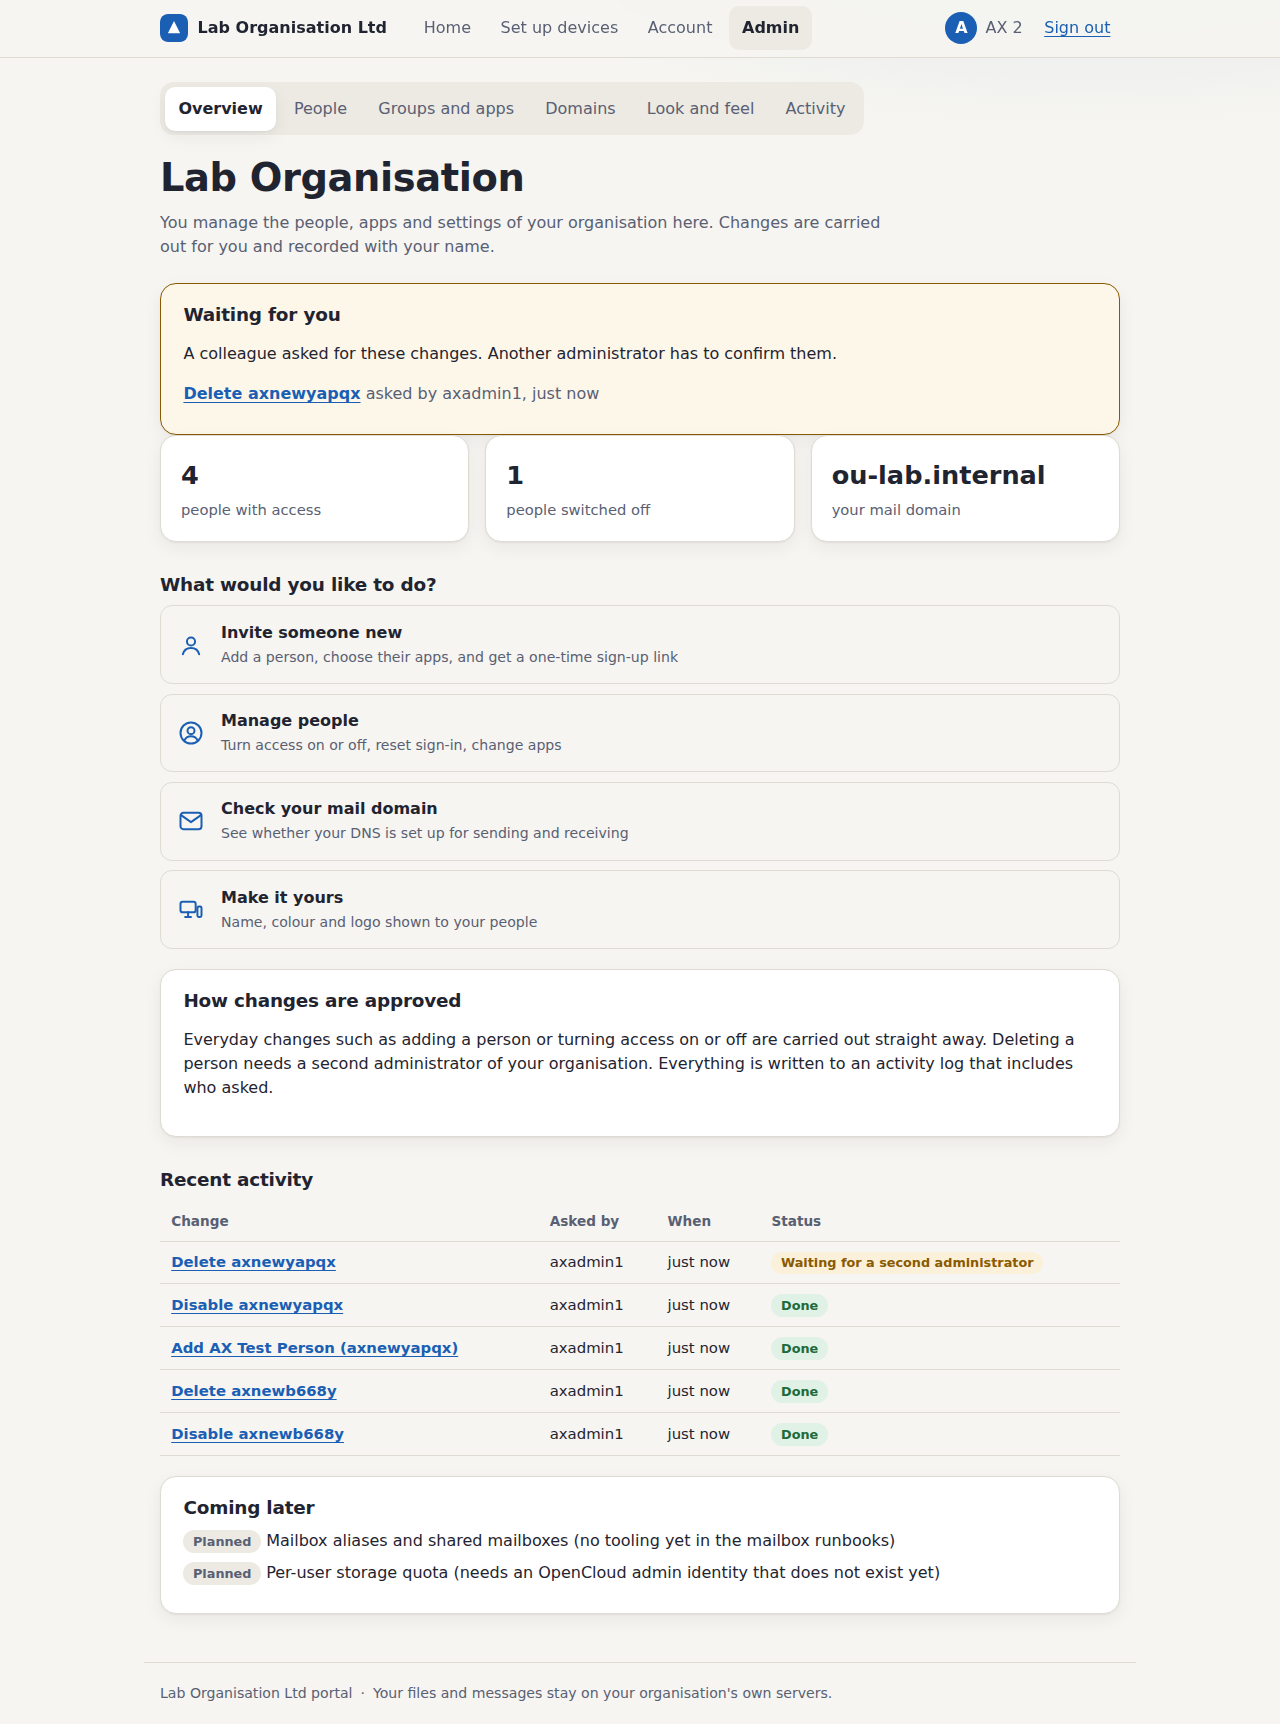 Lab Organisation Ltd
Home
Set up devices
Account
Admin
A
AX 2
Sign out
Overview
People
Groups and apps
Domains
Look and feel
Activity
Lab Organisation
You manage the people, apps and settings of your organisation here. Changes are carried
out for you and recorded with your name.
Waiting for you
A colleague asked for these changes. Another administrator has to confirm them.
Delete axnewyapqx asked by axadmin1, just now
4
people with access
1
people switched off
ou-lab.internal
your mail domain
What would you like to do?
Invite someone new
Add a person, choose their apps, and get a one-time sign-up link
Manage people
Turn access on or off, reset sign-in, change apps
Check your mail domain
See whether your DNS is set up for sending and receiving
Make it yours
Name, colour and logo shown to your people
How changes are approved
Everyday changes such as adding a person or turning access on or off are carried out straight away. Deleting a
person needs a second administrator of your organisation. Everything is written to an activity log that includes
who asked.
Recent activity
Change Asked by When Status
Delete axnewyapqx axadmin1 just now Waiting for a second administrator
Disable axnewyapqx axadmin1 just now Done
Add AX Test Person (axnewyapqx) axadmin1 just now Done
Delete axnewb668y axadmin1 just now Done
Disable axnewb668y axadmin1 just now Done
Coming later
Planned Mailbox aliases and shared mailboxes (no tooling yet in the mailbox runbooks)
Planned Per-user storage quota (needs an OpenCloud admin identity that does not exist yet)
Lab Organisation Ltd portal · Your files and messages stay on your organisation's own servers.